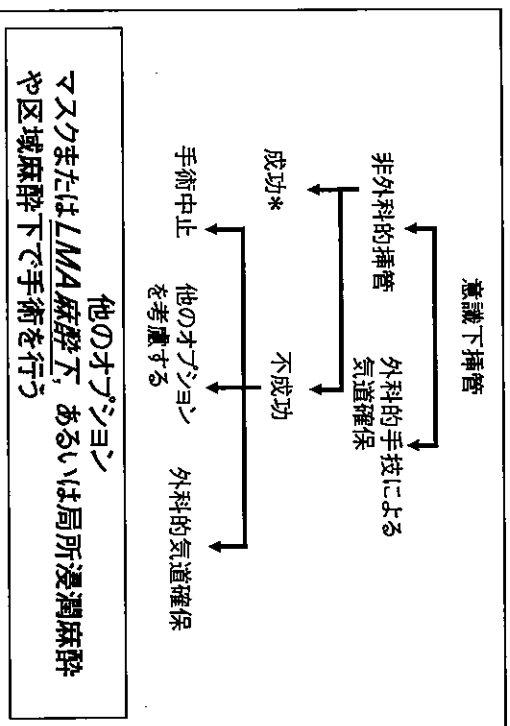 意識下挿管
非外科的挿管
外科的手技による
気道確保
成功*
不成功
手術中止
他のオプション
を考慮する
外科的気道確保
他のオプション
マスクまたはLMA麻酔下, あるいは局所浸潤麻酔
や区域麻酔下で手術を行う